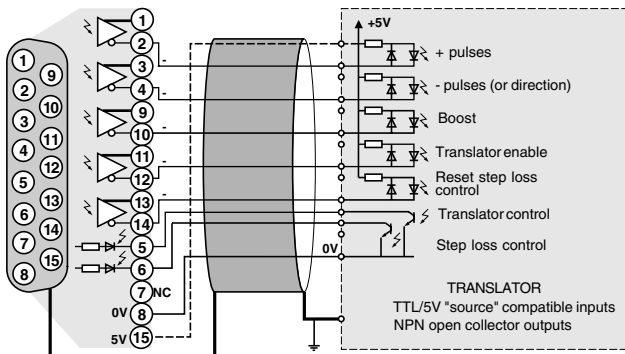 1
2
3
4
5
6
7
8
9
10
11
12
13
14
15
1
2
-
3
4
-
9
10
-
11
12
-
13
14
-
5
6
7 NC
0V 8
5V 15
+5V
+ pulses
- pulses (or direction)
Boost
Translator enable
Reset step loss
control
Translator control
Step loss control
0V
TRANSLATOR
TTL/5V "source" compatible inputs
NPN open collector outputs